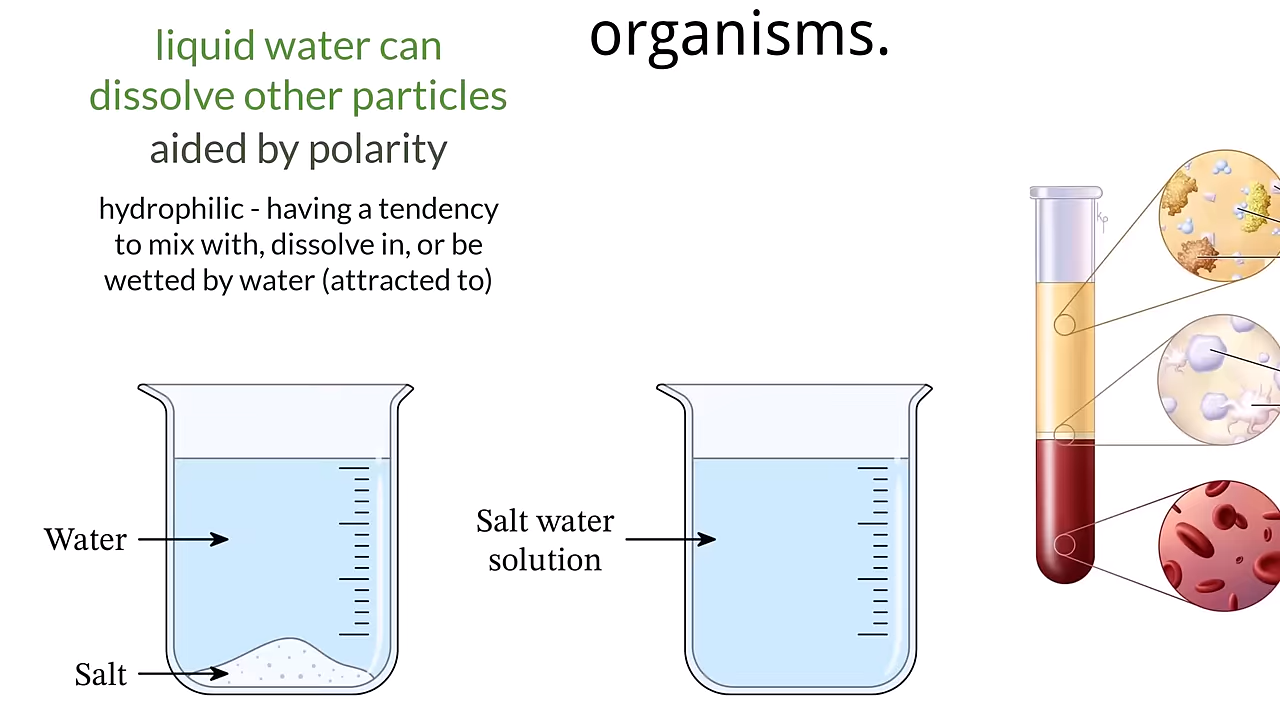 liquid water can
dissolve other particles
aided by polarity
hydrophilic - having a tendency
to mix with, dissolve in, or be
wetted by water (attracted to)
organisms.
Water
Salt
Salt water
solution